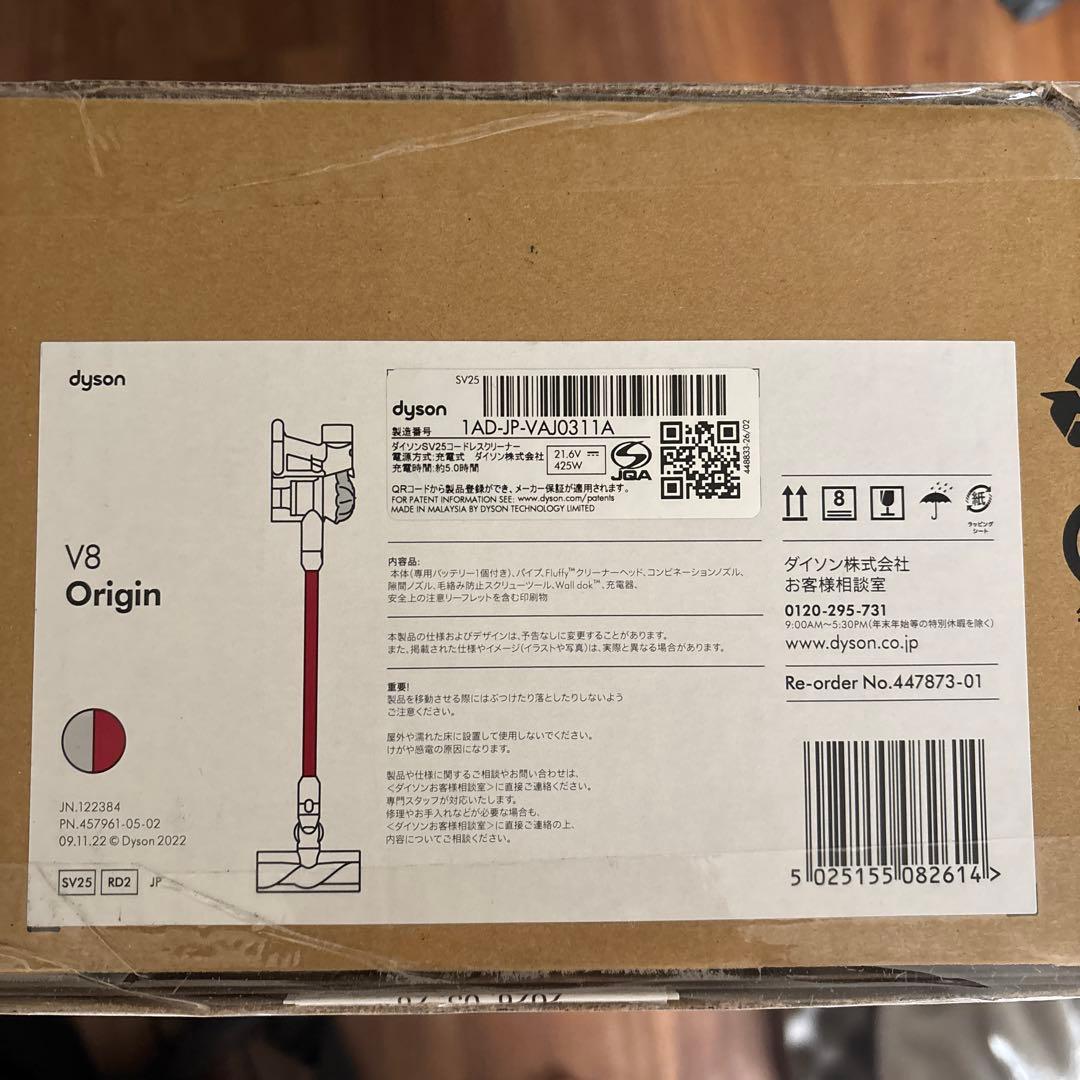 dyson
V8
Origin
JN.122384
PN.457961-05-02
09.11.22 © Dyson 2022
SV25 RD2 JP
SV25
dyson
製造番号 1AD-JP-VAJ0311A
ダイソンSV25コードレスクリーナー
電源方式:充電式 ダイソン株式会社
充電時間:約5.0時間
21.6V
425W
JQA
448833-26/02
QRコードから製品登録ができ、メーカー保証が適用されます。
FOR PATENT INFORMATION SEE: www.dyson.com/patents
MADE IN MALAYSIA BY DYSON TECHNOLOGY LIMITED
内容品:
本体(専用バッテリー1個付き)、パイプ、Fluffy™クリーナーヘッド、コンビネーションノズル、
隙間ノズル、毛絡み防止スクリューツール、Wall dok™、充電器、
安全上の注意リーフレットを含む印刷物
本製品の仕様およびデザインは、予告なしに変更することがあります。
また、掲載された仕様やイメージ(イラストや写真)は、実際と異なる場合があります。
重要!
製品を移動させる際にはぶつけたり落としたりしないよう
ご注意ください。
屋外や濡れた床に設置して使用しないでください。
けがや感電の原因になります。
製品や仕様に関するご相談やお問い合わせは、
<ダイソンお客様相談室>に直接ご連絡ください。
専門スタッフが対応いたします。
修理やお手入れなどが必要な場合も、
<ダイソンお客様相談室>に直接ご連絡の上、
内容についてご相談ください。
8
紙
ラッピング
シート
ダイソン株式会社
お客様相談室
0120-295-731
9:00AM～5:30PM(年末年始等の特別休暇を除く)
www.dyson.co.jp
Re-order No.447873-01
5 025155 082614 >